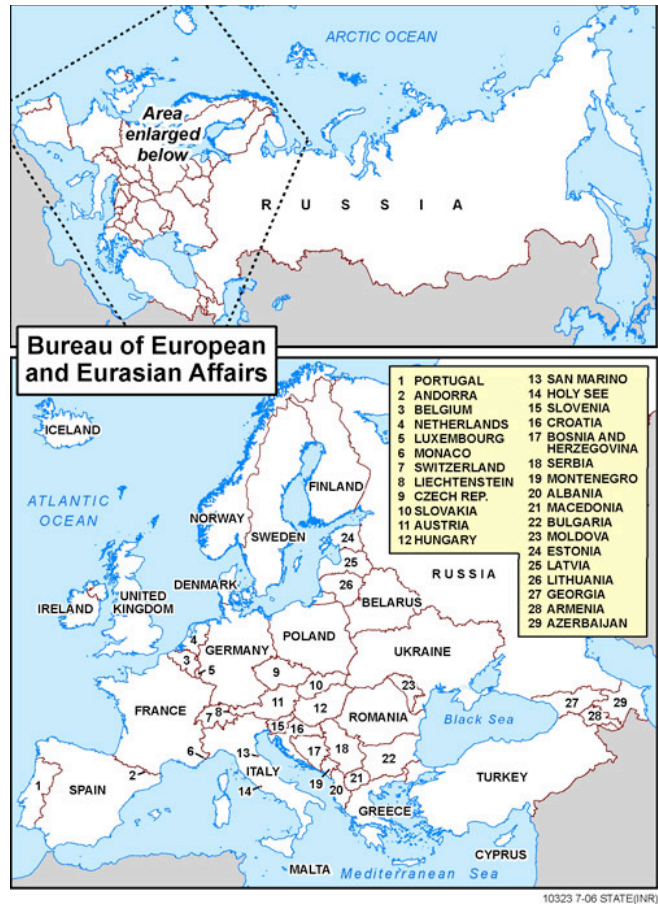 ARCTIC OCEAN
Area
enlarged
below
R U S S I A
Bureau of European
and Eurasian Affairs
1 PORTUGAL
2 ANDORRA
3 BELGIUM
4 NETHERLANDS
5 LUXEMBOURG
6 MONACO
7 SWITZERLAND
8 LIECHTENSTEIN
9 CZECH REP.
10 SLOVAKIA
11 AUSTRIA
12 HUNGARY
13 SAN MARINO
14 HOLY SEE
15 SLOVENIA
16 CROATIA
17 BOSNIA AND
HERZEGOVINA
18 SERBIA
19 MONTENEGRO
20 ALBANIA
21 MACEDONIA
22 BULGARIA
23 MOLDOVA
24 ESTONIA
25 LATVIA
26 LITHUANIA
27 GEORGIA
28 ARMENIA
29 AZERBAIJAN
ICELAND
ATLANTIC
OCEAN
FINLAND
NORWAY
SWEDEN
24
25
26
RUSSIA
DENMARK
IRELAND
UNITED
KINGDOM
BELARUS
4
3
5
GERMANY
POLAND
UKRAINE
9
10
11
12
23
FRANCE
7
8
15
16
ROMANIA
Black Sea
27
28
29
6
13
17
18
22
1
SPAIN
2
ITALY
14
19
20
21
TURKEY
GREECE
CYPRUS
MALTA
Mediterranean Sea
10323 7-06 STATE(INR)